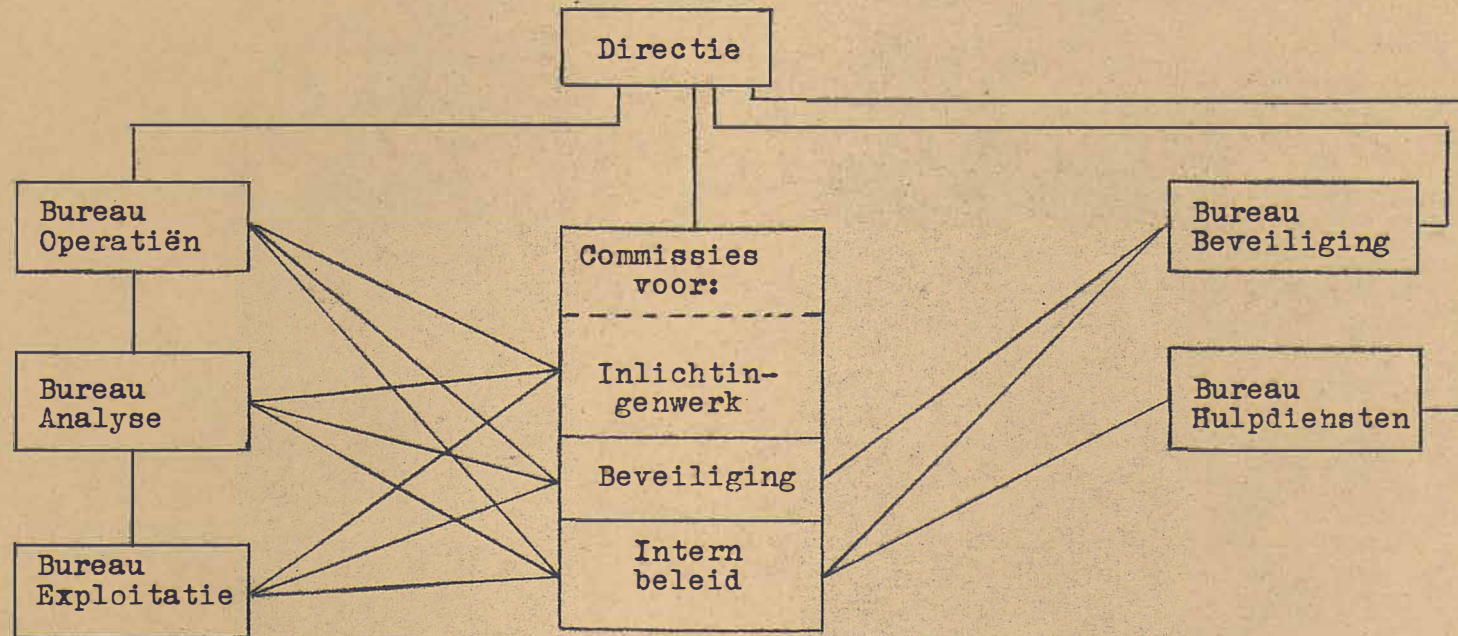 Directie
Bureau
Operatiën
Bureau
Analyse
Bureau
Exploitatie
Commissies
voor:
Inlichtin-
genwerk
Beveiliging
Intern
beleid
Bureau
Beveiliging
Bureau
Hulpdiensten